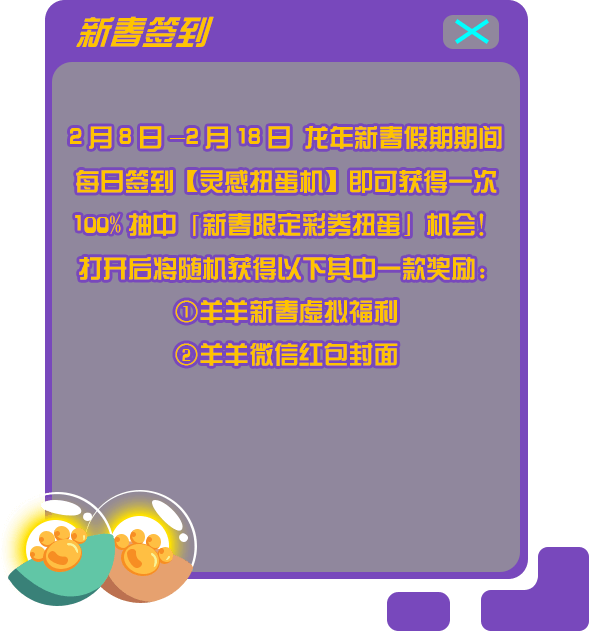 新春签到
2月8日-2月18日 龙年新春假期期间
每日签到【灵感扭蛋机】即可获得一次
100%抽中「新春限定彩券扭蛋」机会！
打开后将随机获得以下其中一款奖励：
①羊羊新春虚拟福利
②羊羊微信红包封面